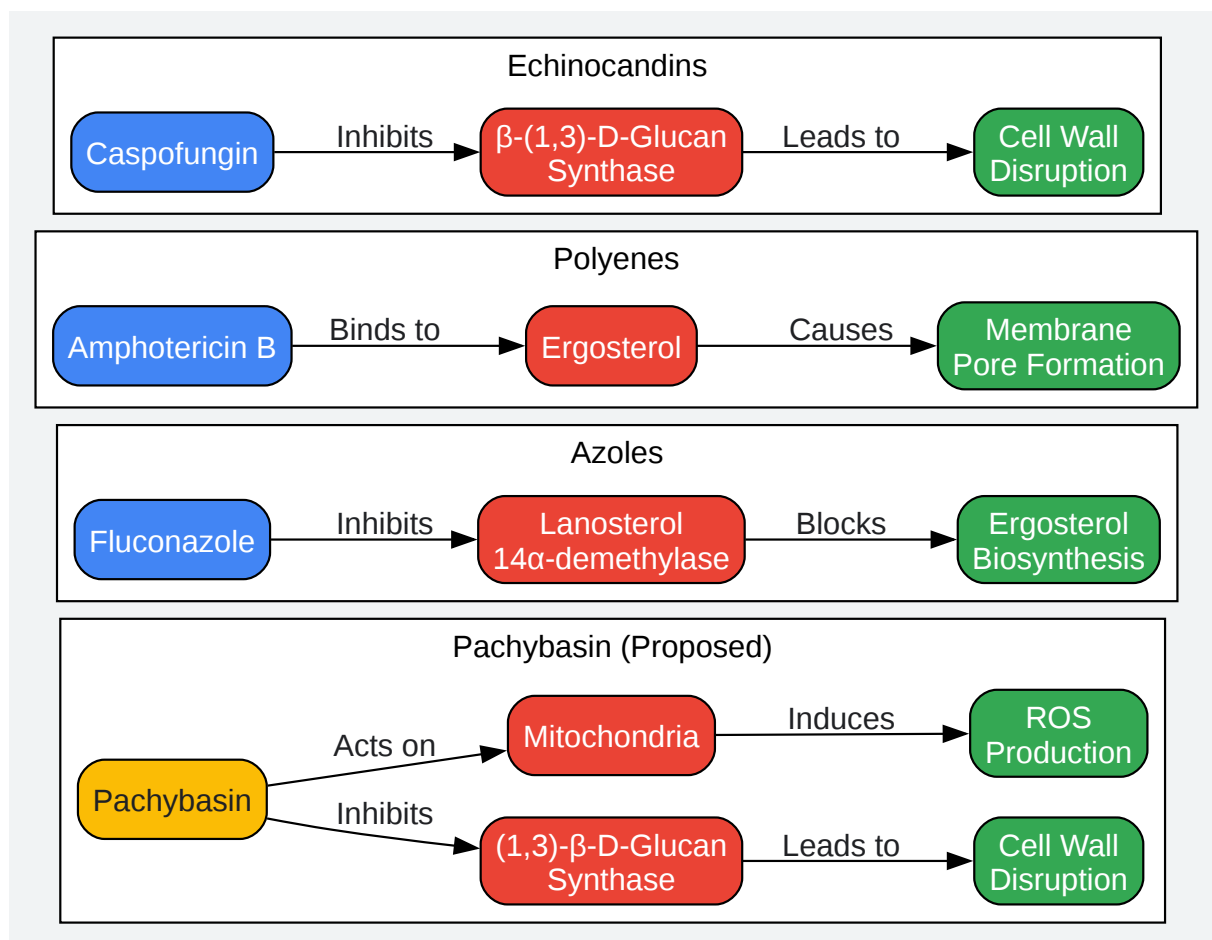 Echinocandins
Caspofungin
Inhibits
β-(1,3)-D-Glucan
Synthase
Leads to
Cell Wall
Disruption
Polyenes
Amphotericin B
Binds to
Ergosterol
Causes
Membrane
Pore Formation
Azoles
Fluconazole
Inhibits
Lanosterol
14α-demethylase
Blocks
Ergosterol
Biosynthesis
Pachybasin (Proposed)
Pachybasin
Acts on
Mitochondria
Induces
ROS
Production
Inhibits
(1,3)-β-D-Glucan
Synthase
Leads to
Cell Wall
Disruption